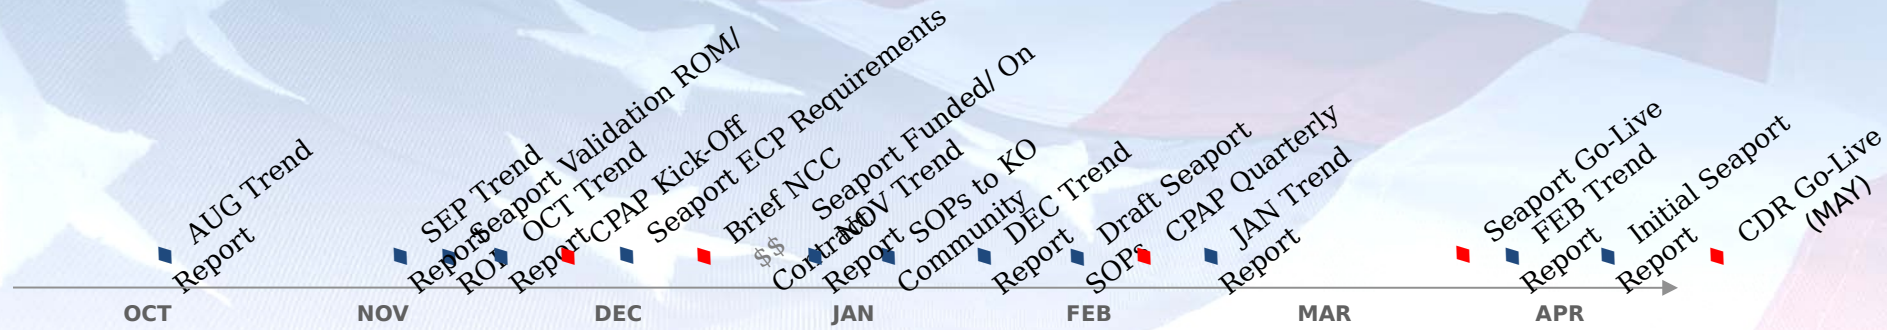 AUG Trend
Report
SEP Trend
Report
Seaport Validation ROM/
ROI
OCT Trend
Report
CPAP Kick-Off
Seaport ECP Requirements
Brief NCC
$$
Seaport Funded/ On
Contract
NOV Trend
Report
SOPs to KO
Community
DEC Trend
Report
Draft Seaport
SOPs
CPAP Quarterly
JAN Trend
Report
Seaport Go-Live
FEB Trend
Report
Initial Seaport
Report
CDR Go-Live
(MAY)
OCT NOV DEC JAN FEB MAR APR